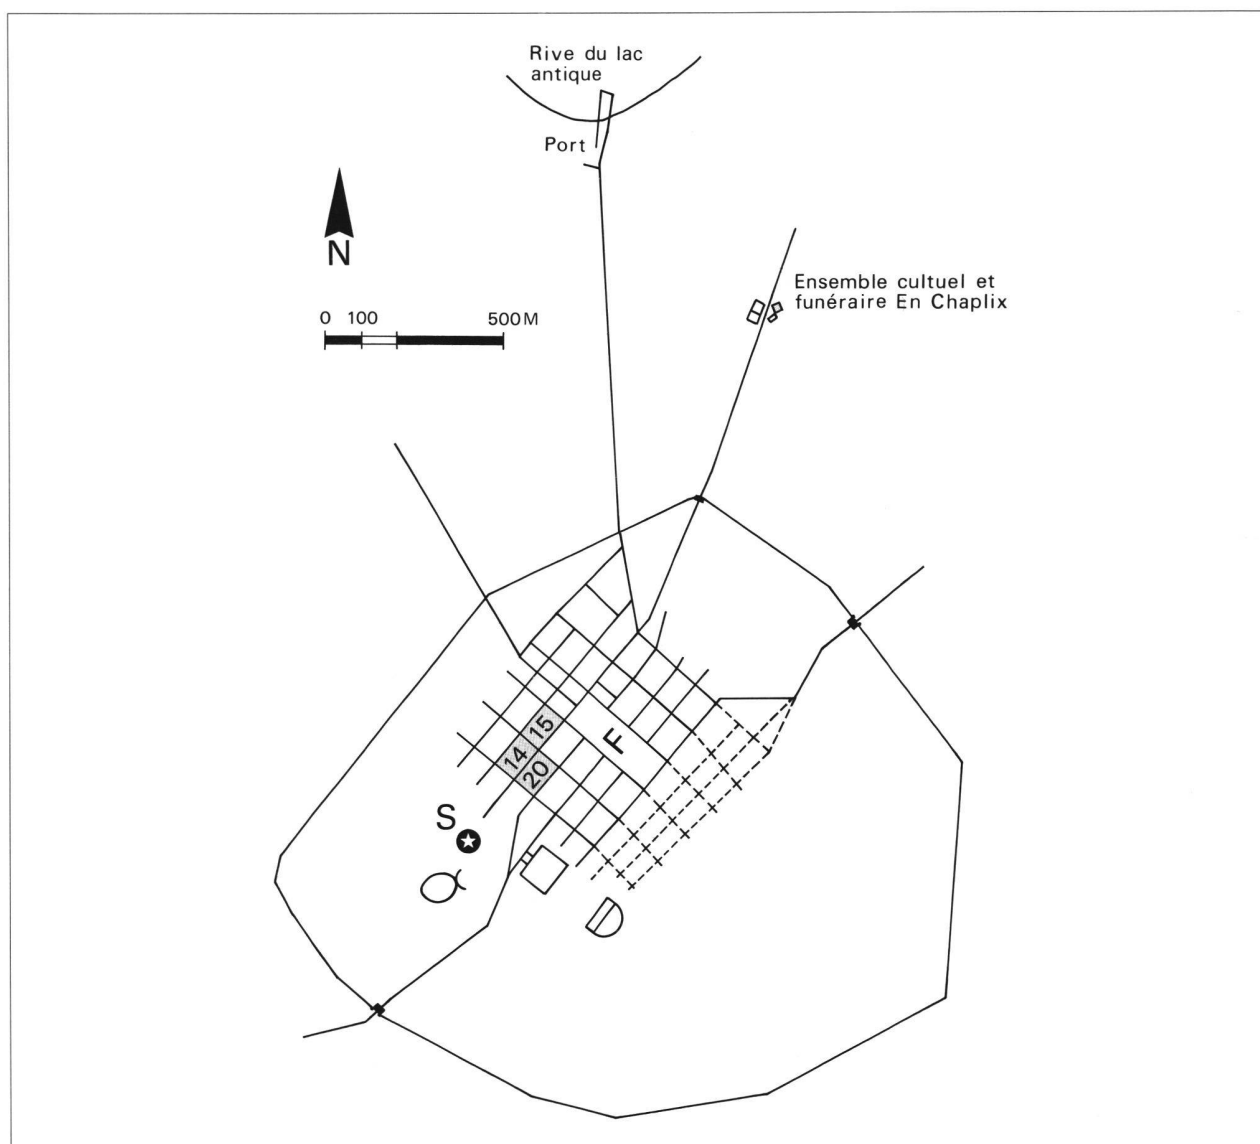 Rive du lac
antique
Port
N
Ensemble cultuel et
funéraire En Chaplix
0 100 500M
15
F
14
20
S